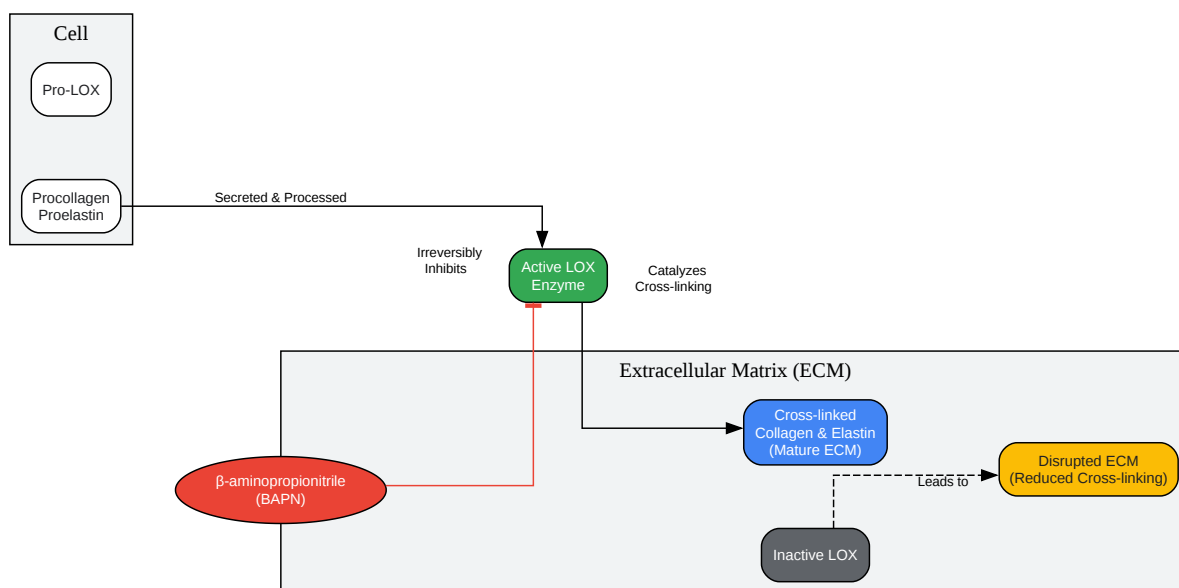 Cell
Pro-LOX
Procollagen
Proelastin
Secreted & Processed
Irreversibly
Inhibits
Active LOX
Enzyme
Catalyzes
Cross-linking
Extracellular Matrix (ECM)
Cross-linked
Collagen & Elastin
(Mature ECM)
β-aminopropionitrile
(BAPN)
Leads to
Disrupted ECM
(Reduced Cross-linking)
Inactive LOX